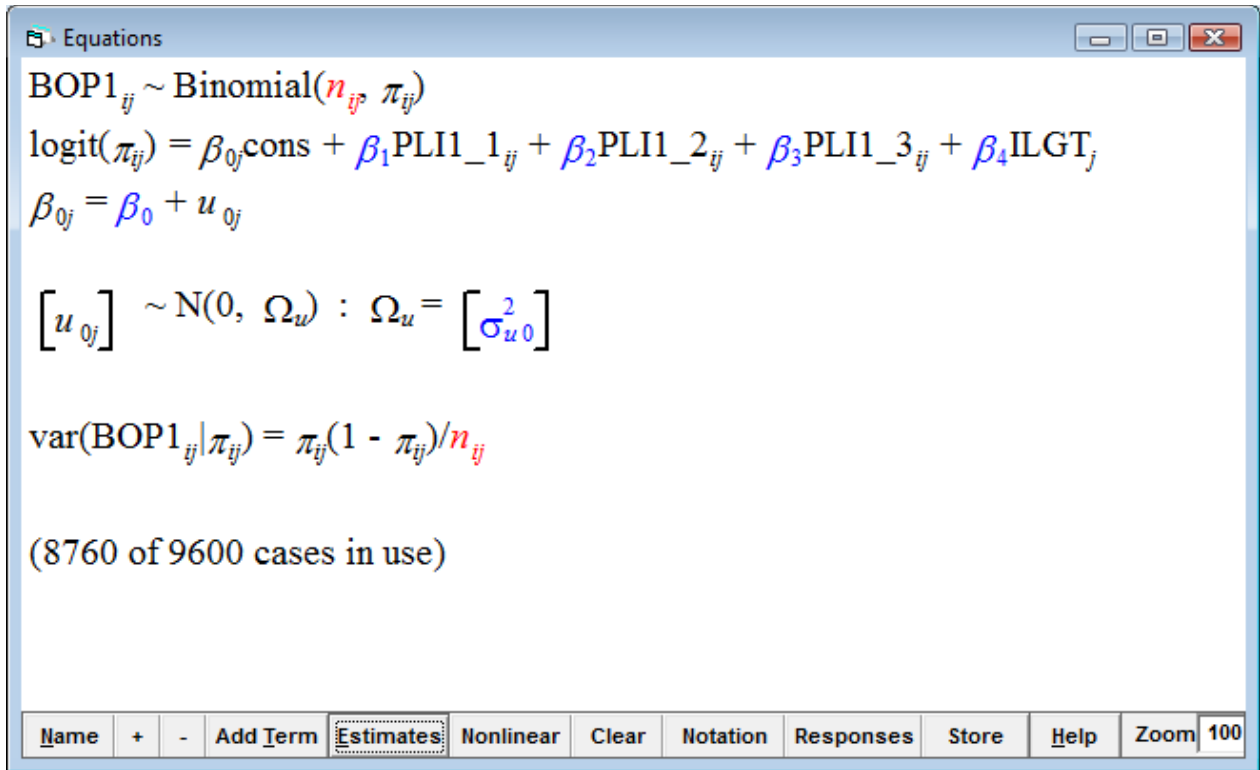 Equations
BOP1ij ~ Binomial(nij, πij)
logit(πij) = β0jcons + β1PLI1_1ij + β2PLI1_2ij + β3PLI1_3ij + β4ILGTj
β0j = β0 + u0j
[u0j] ~ N(0, Ωu) : Ωu = [σ²u0]
var(BOP1ij|πij) = πij(1 - πij)/nij
(8760 of 9600 cases in use)
Name + - Add Term Estimates Nonlinear Clear Notation Responses Store Help Zoom 100